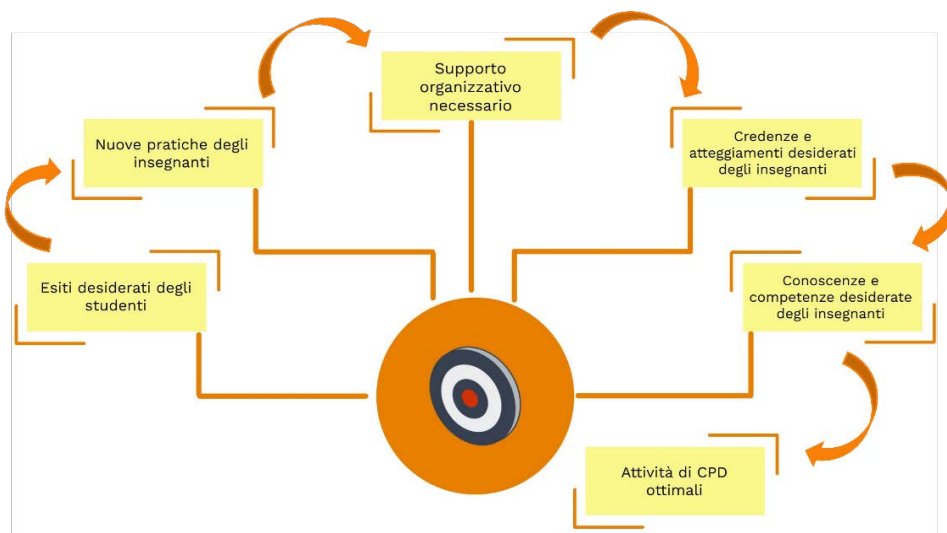 Esiti desiderati degli
studenti
Nuove pratiche degli
insegnanti
Supporto
organizzativo
necessario
Credenze e
atteggiamenti desiderati
degli insegnanti
Conoscenze e
competenze desiderate
degli insegnanti
Attività di CPD
ottimali